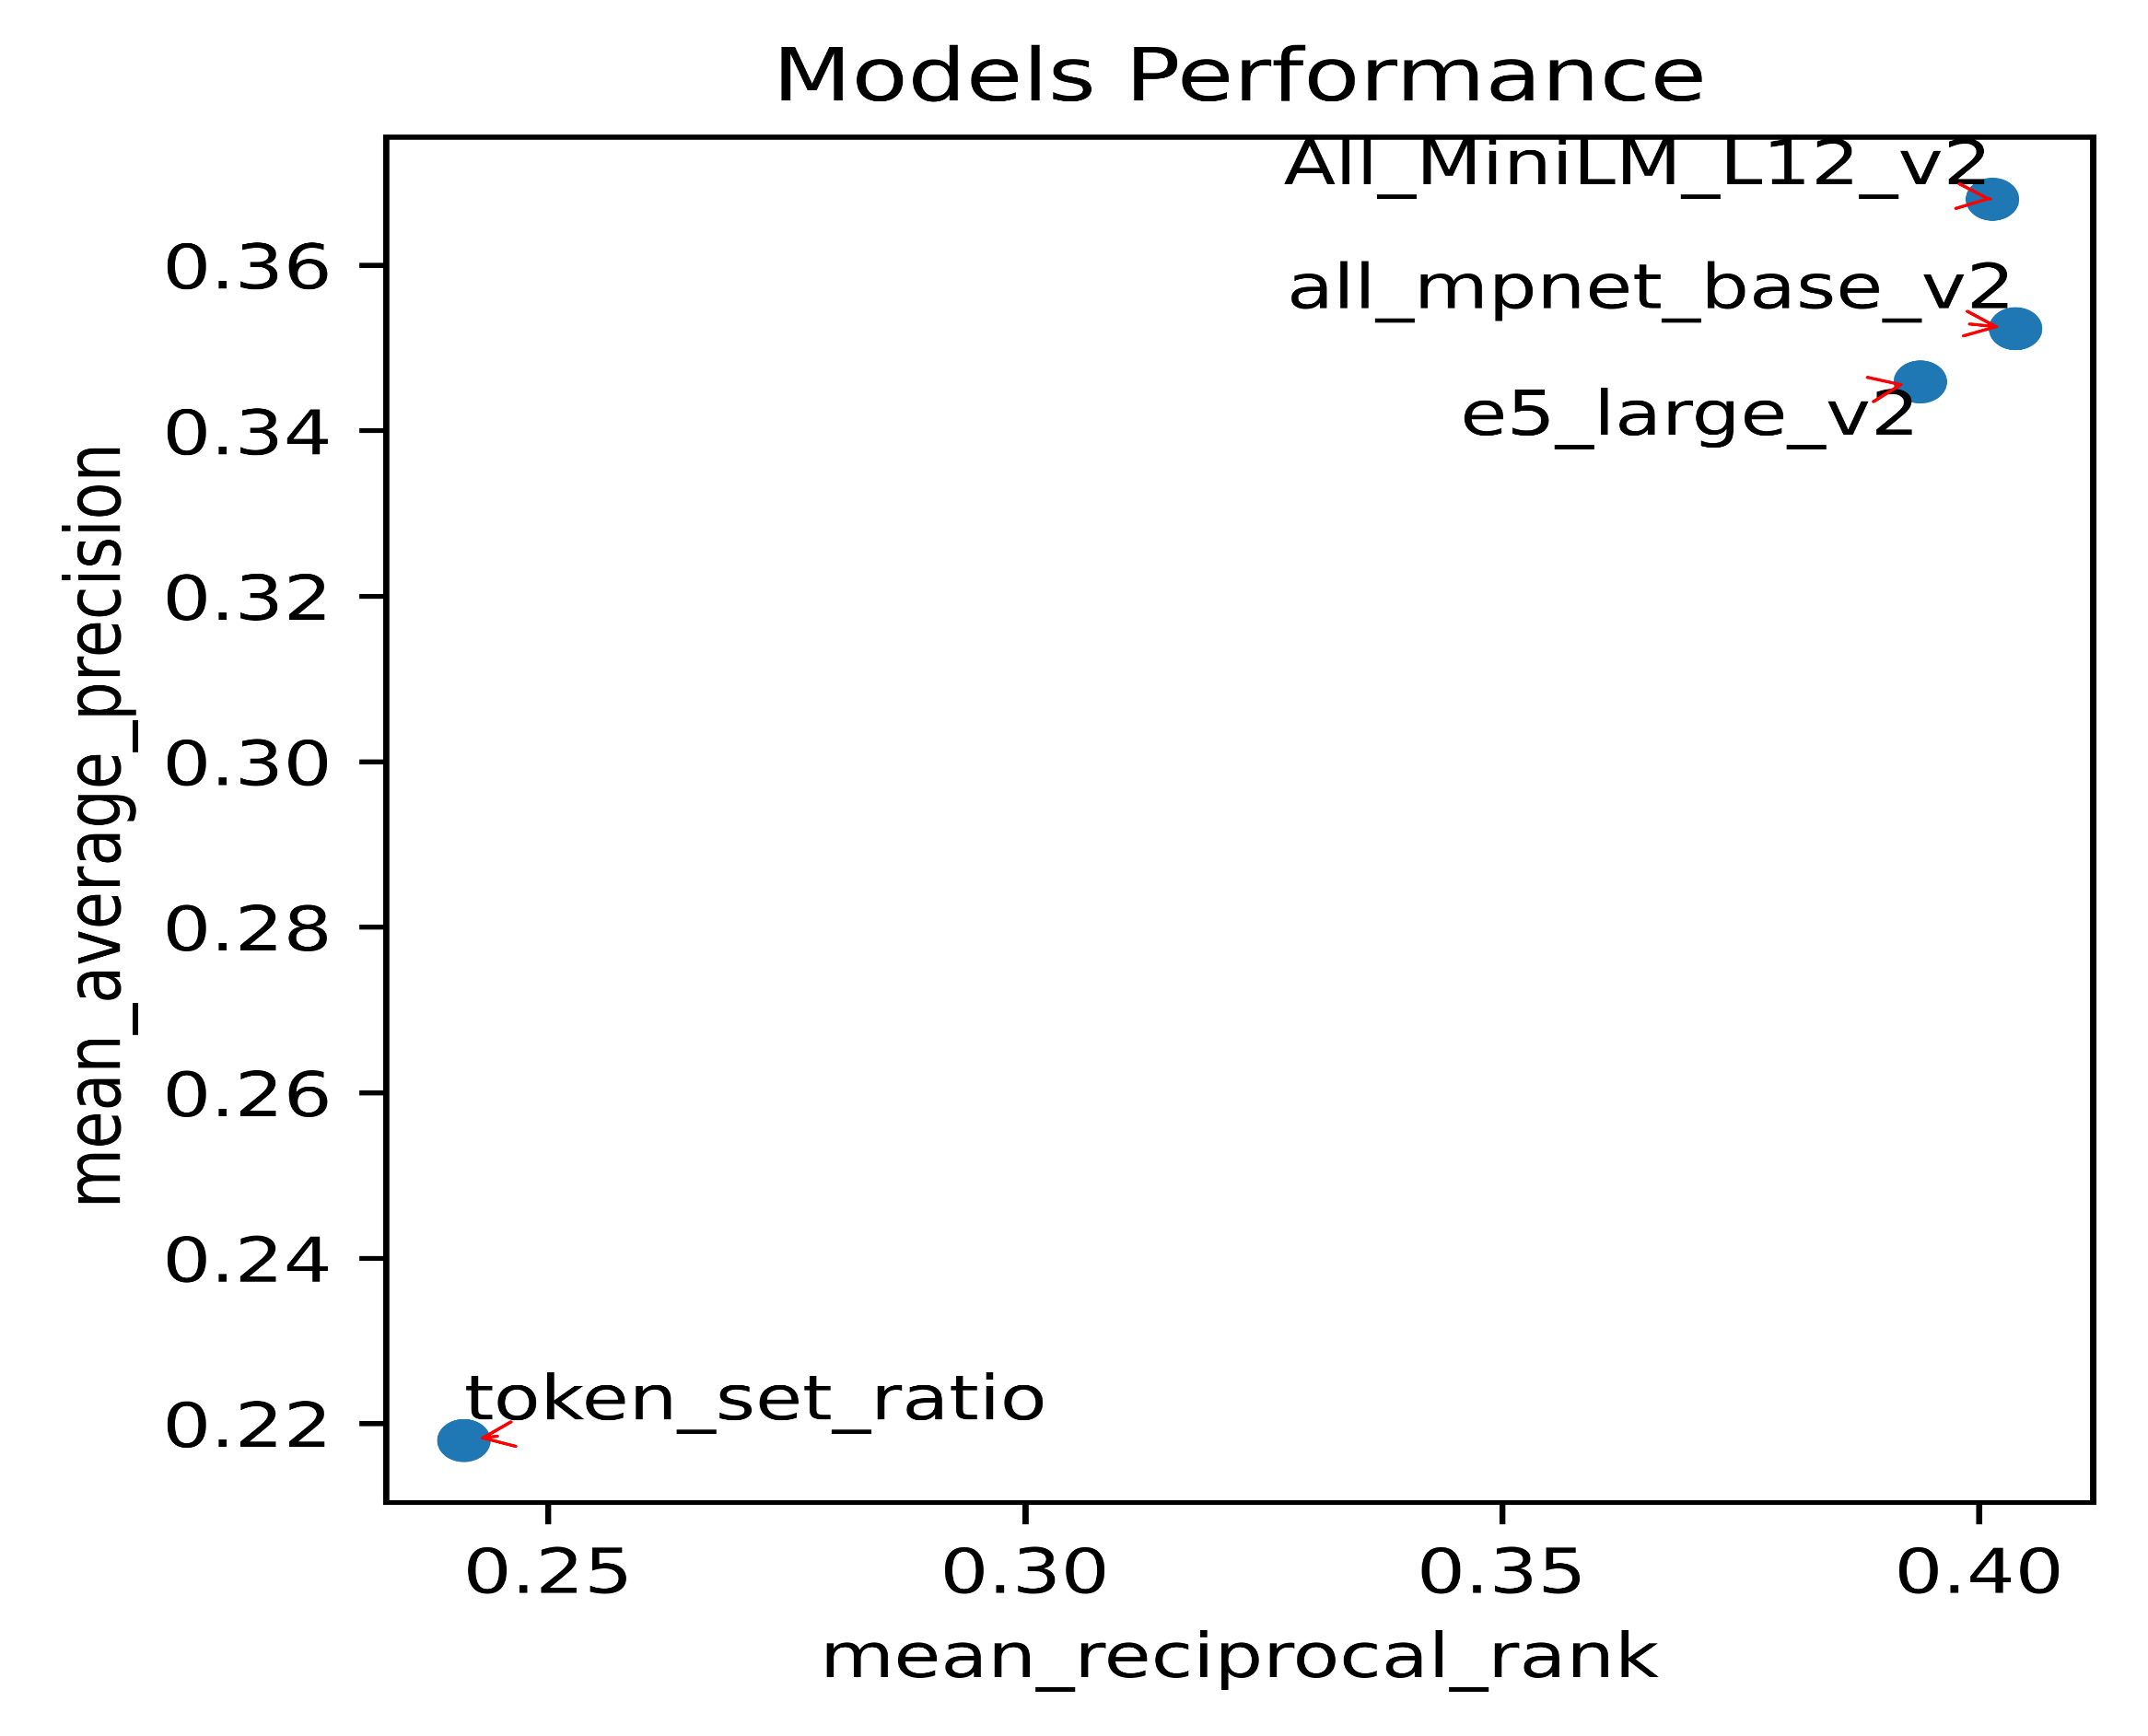 Models Performance
All_MiniLM_L12_v2
all_mpnet_base_v2
e5_large_v2
token_set_ratio
mean_average_precision
0.36
0.34
0.32
0.30
0.28
0.26
0.24
0.22
0.25 0.30 0.35 0.40
mean_reciprocal_rank